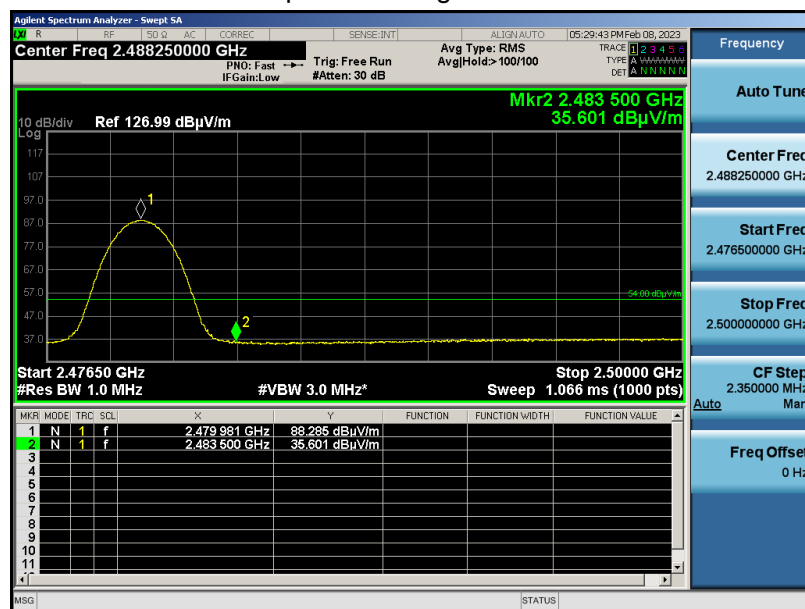 Agilent Spectrum Analyzer - Swept SA
LXI R RF 50 Ω AC CORREC SENSE:INT ALIGN AUTO 05:29:43 PM Feb 08, 2023
Center Freq 2.488250000 GHz
PNO: Fast
IFGain:Low
Trig: Free Run
#Atten: 30 dB
Avg Type: RMS
Avg|Hold:>100/100
TRACE 1 2 3 4 5 6
TYPE A WWWWW
DET A N N N N N
Mkr2 2.483 500 GHz
35.601 dBµV/m
10 dB/div Ref 126.99 dBµV/m
Log
117
107
97.0
87.0
77.0
67.0
57.0
47.0
37.0
1
2
54.00 dBµV/m
Start 2.47650 GHz Stop 2.50000 GHz
#Res BW 1.0 MHz #VBW 3.0 MHz* Sweep 1.066 ms (1000 pts)
MKR MODE TRC SCL X Y FUNCTION FUNCTION WIDTH FUNCTION VALUE
1 N 1 f 2.479 981 GHz 88.285 dBµV/m
2 N 1 f 2.483 500 GHz 35.601 dBµV/m
3
4
5
6
7
8
9
10
11
MSG STATUS
Frequency
Auto Tune
Center Freq
2.488250000 GHz
Start Freq
2.476500000 GHz
Stop Freq
2.500000000 GHz
CF Step
2.350000 MHz
Auto Man
Freq Offset
0 Hz